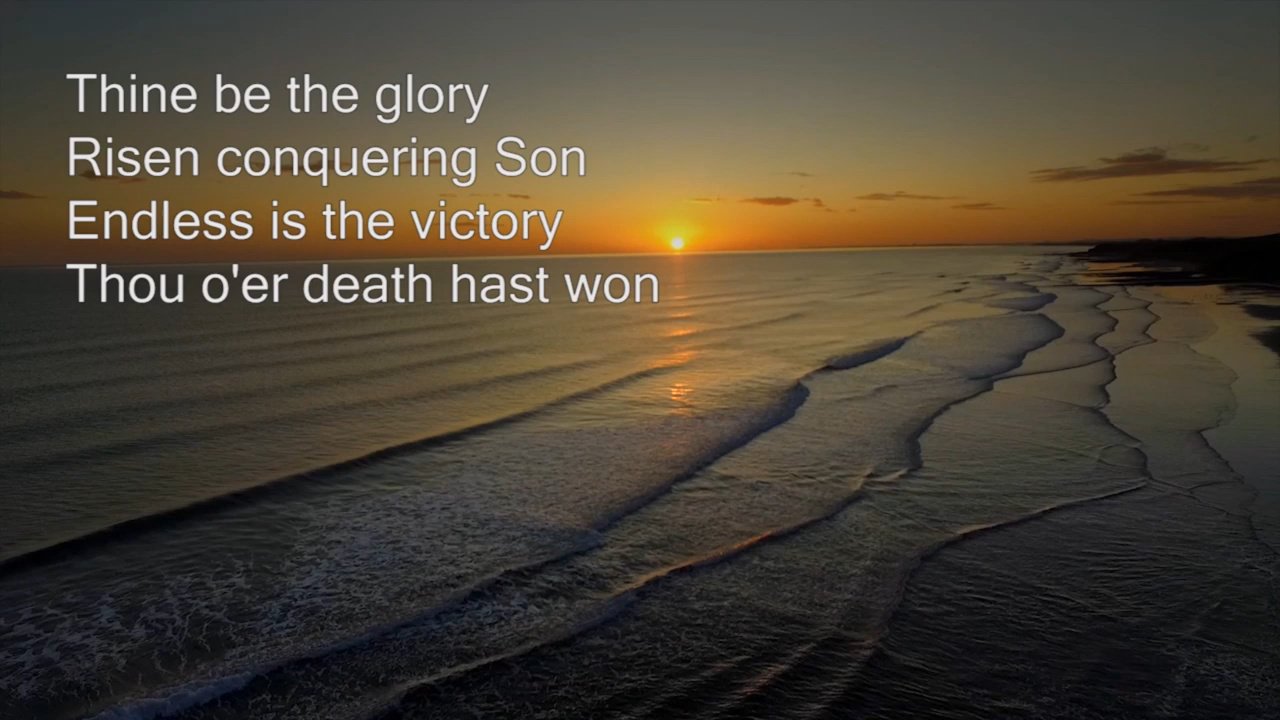 Thine be the glory
Risen conquering Son
Endless is the victory
Thou o'er death hast won